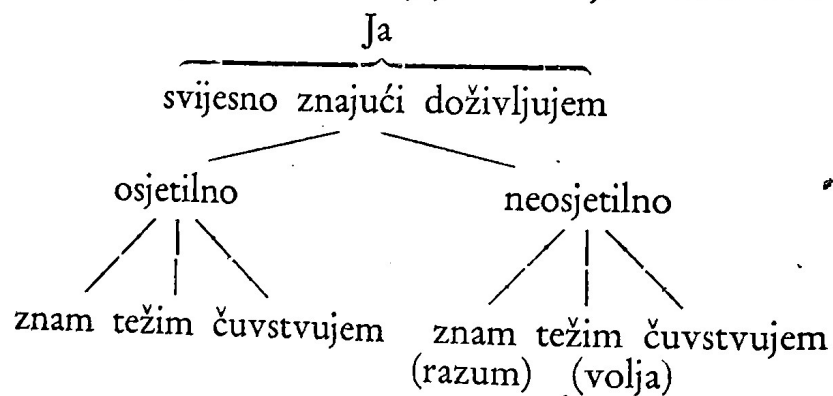 Ja
svijesno znajući doživljujem
osjetilno neosjetilno
znam težim čuvstvujem znam težim čuvstvujem
(razum) (volja)